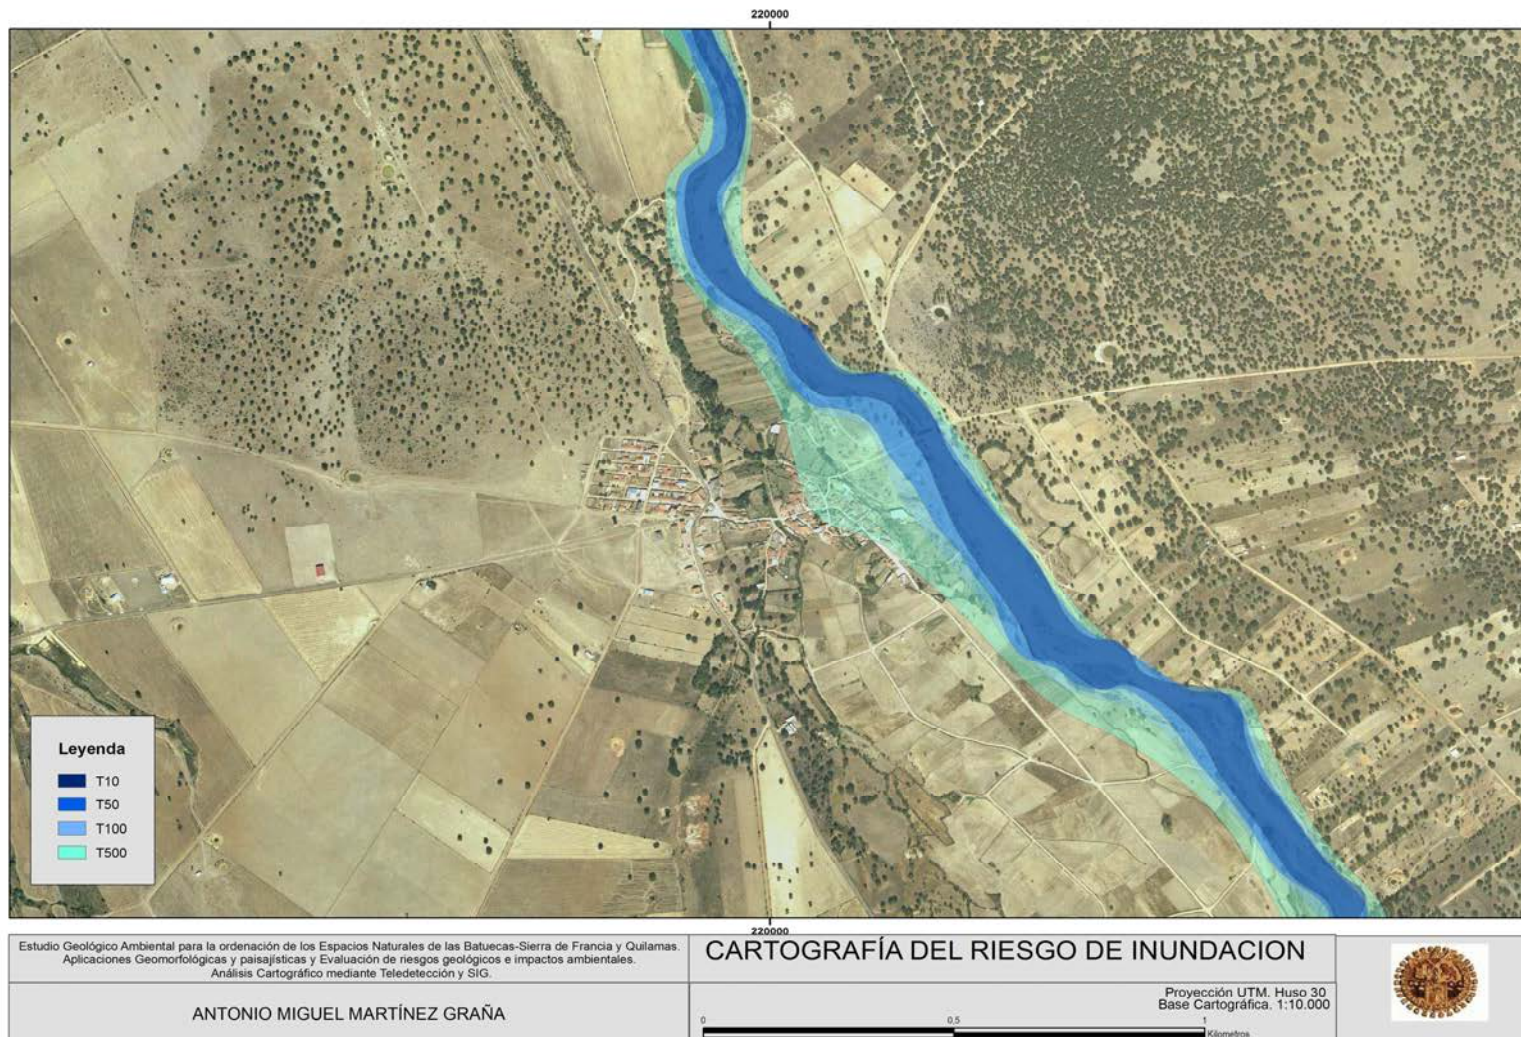 220000
Leyenda
T10
T50
T100
T500
220000
Estudio Geológico Ambiental para la ordenación de los Espacios Naturales de las Batuecas-Sierra de Francia y Quilamas.
Aplicaciones Geomorfológicas y paisajísticas y Evaluación de riesgos geológicos e impactos ambientales.
Análisis Cartográfico mediante Teledetección y SIG.
ANTONIO MIGUEL MARTÍNEZ GRAÑA
CARTOGRAFÍA DEL RIESGO DE INUNDACION
Proyección UTM. Huso 30
Base Cartográfica. 1:10.000
0 0.5 1
Kilometros